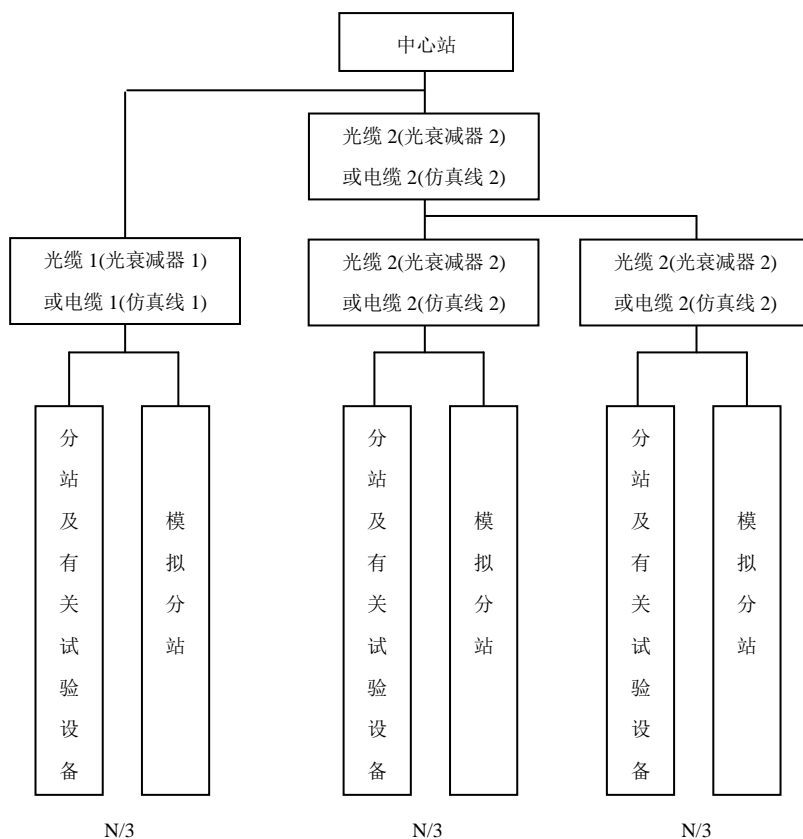 中心站
光缆 2(光衰减器 2)
或电缆 2(仿真线 2)
光缆 1(光衰减器 1)
或电缆 1(仿真线 1)
光缆 2(光衰减器 2)
或电缆 2(仿真线 2)
光缆 2(光衰减器 2)
或电缆 2(仿真线 2)
分站及有关试验设备
模拟分站
分站及有关试验设备
模拟分站
分站及有关试验设备
模拟分站
N/3
N/3
N/3